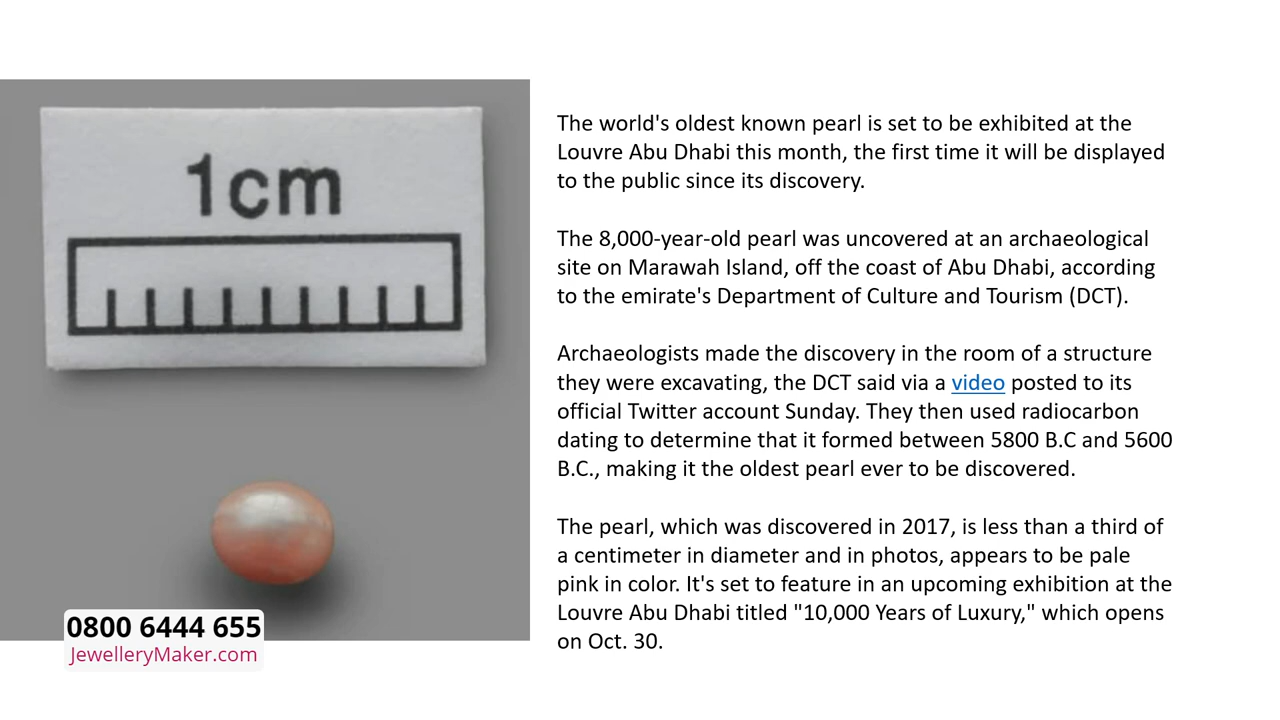 1cm
The world's oldest known pearl is set to be exhibited at the
Louvre Abu Dhabi this month, the first time it will be displayed
to the public since its discovery.
The 8,000-year-old pearl was uncovered at an archaeological
site on Marawah Island, off the coast of Abu Dhabi, according
to the emirate's Department of Culture and Tourism (DCT).
Archaeologists made the discovery in the room of a structure
they were excavating, the DCT said via a video posted to its
official Twitter account Sunday. They then used radiocarbon
dating to determine that it formed between 5800 B.C and 5600
B.C., making it the oldest pearl ever to be discovered.
The pearl, which was discovered in 2017, is less than a third of
a centimeter in diameter and in photos, appears to be pale
pink in color. It's set to feature in an upcoming exhibition at the
Louvre Abu Dhabi titled "10,000 Years of Luxury," which opens
on Oct. 30.
0800 6444 655
JewelleryMaker.com